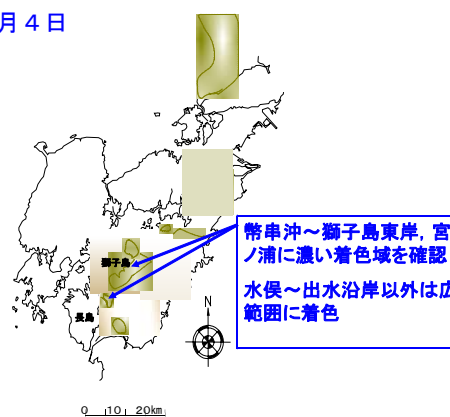 月４日
獅子島
幣串沖～獅子島東岸，宮
ノ浦に濃い着色域を確認
水俣～出水沿岸以外は広
範囲に着色
長島
N
0 10 20km